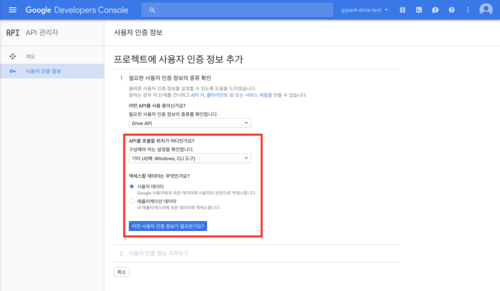 Google Developers Console
gypark-drive-test
API API 관리자
사용자 인증 정보
개요
사용자 인증 정보
프로젝트에 사용자 인증 정보 추가
1 필요한 사용자 인증 정보의 종류 확인
올바른 사용자 인증 정보를 설정할 수 있도록 도움을 드리겠습니다.
원하는 경우 이 단계를 건너뛰고 API 키, 클라이언트 ID 또는 서비스 계정을 만들 수 있습니다.
어떤 API를 사용 중이신가요?
필요한 사용자 인증 정보의 종류를 확인합니다.
Drive API
API를 호출할 위치가 어디인가요?
구성해야 하는 설정을 확인합니다.
기타 UI(예: Windows, CLI 도구)
액세스할 데이터는 무엇인가요?
사용자 데이터
Google 사용자에게 속한 데이터에 사용자의 권한으로 액세스합니다.
애플리케이션 데이터
내 애플리케이션에 속한 데이터에 액세스합니다.
어떤 사용자 인증 정보가 필요한가요?
2 사용자 인증 정보 가져오기
취소